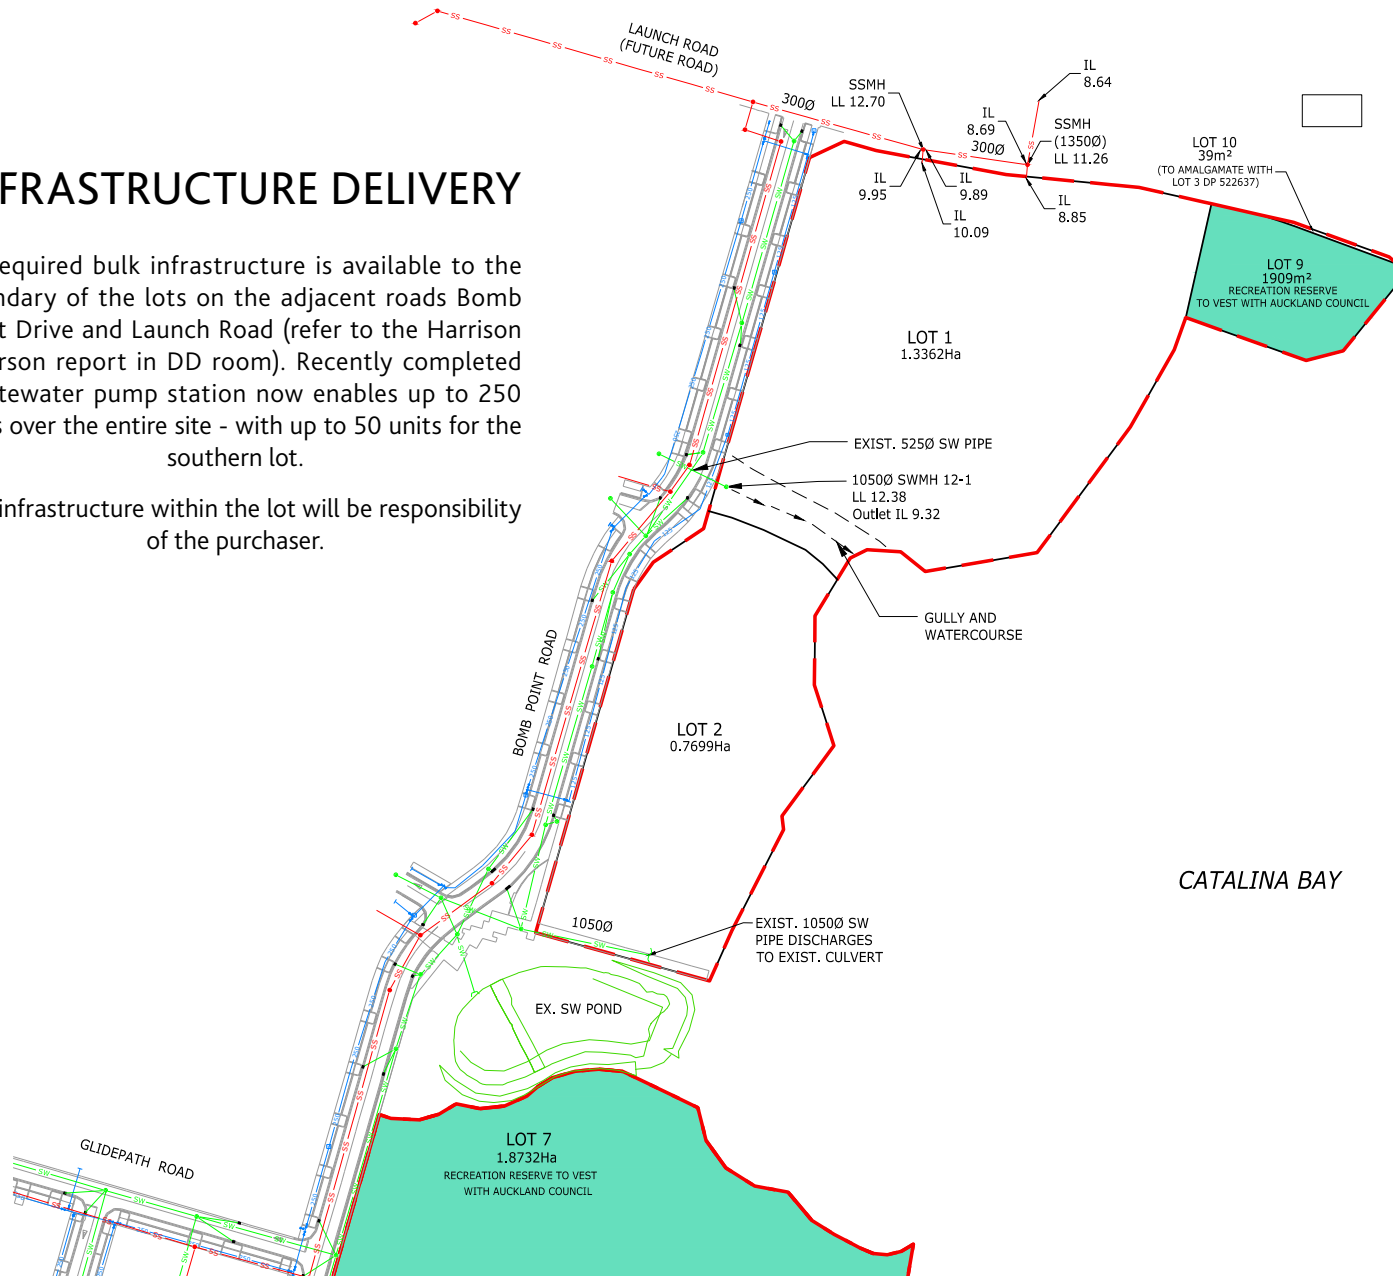 FRASTRUCTURE DELIVERY
equired bulk infrastructure is available to the
ndary of the lots on the adjacent roads Bomb
t Drive and Launch Road (refer to the Harrison
rson report in DD room). Recently completed
tewater pump station now enables up to 250
s over the entire site - with up to 50 units for the
southern lot.
infrastructure within the lot will be responsibility
of the purchaser.
LAUNCH ROAD
(FUTURE ROAD)
300Ø
SSMH
LL 12.70
IL
9.95
IL
9.89
IL
10.09
300Ø
IL
8.69
IL
8.64
SSMH
(1350Ø)
LL 11.26
IL
8.85
LOT 10
39m²
(TO AMALGAMATE WITH
LOT 3 DP 522637)
LOT 9
1909m²
RECREATION RESERVE
TO VEST WITH AUCKLAND COUNCIL
LOT 1
1.3362Ha
EXIST. 525Ø SW PIPE
1050Ø SWMH 12-1
LL 12.38
Outlet IL 9.32
GULLY AND
WATERCOURSE
BOMB POINT ROAD
LOT 2
0.7699Ha
CATALINA BAY
1050Ø
EXIST. 1050Ø SW
PIPE DISCHARGES
TO EXIST. CULVERT
EX. SW POND
LOT 7
1.8732Ha
RECREATION RESERVE TO VEST
WITH AUCKLAND COUNCIL
GLIDEPATH ROAD